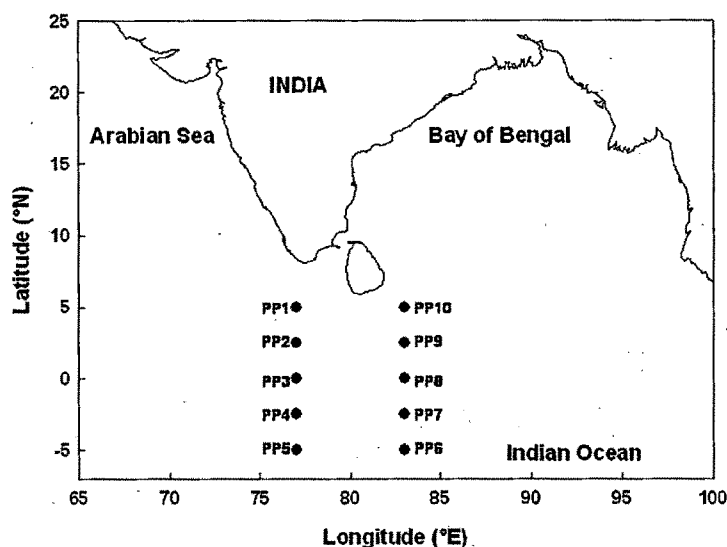 25
20
15
10
5
0
-5
Latitude (°N)
INDIA
Arabian Sea
Bay of Bengal
PP1
PP10
PP2
PP9
PP3
PP8
PP4
PP7
PP5
PP6
Indian Ocean
65 70 75 80 85 90 95 100
Longitude (°E)